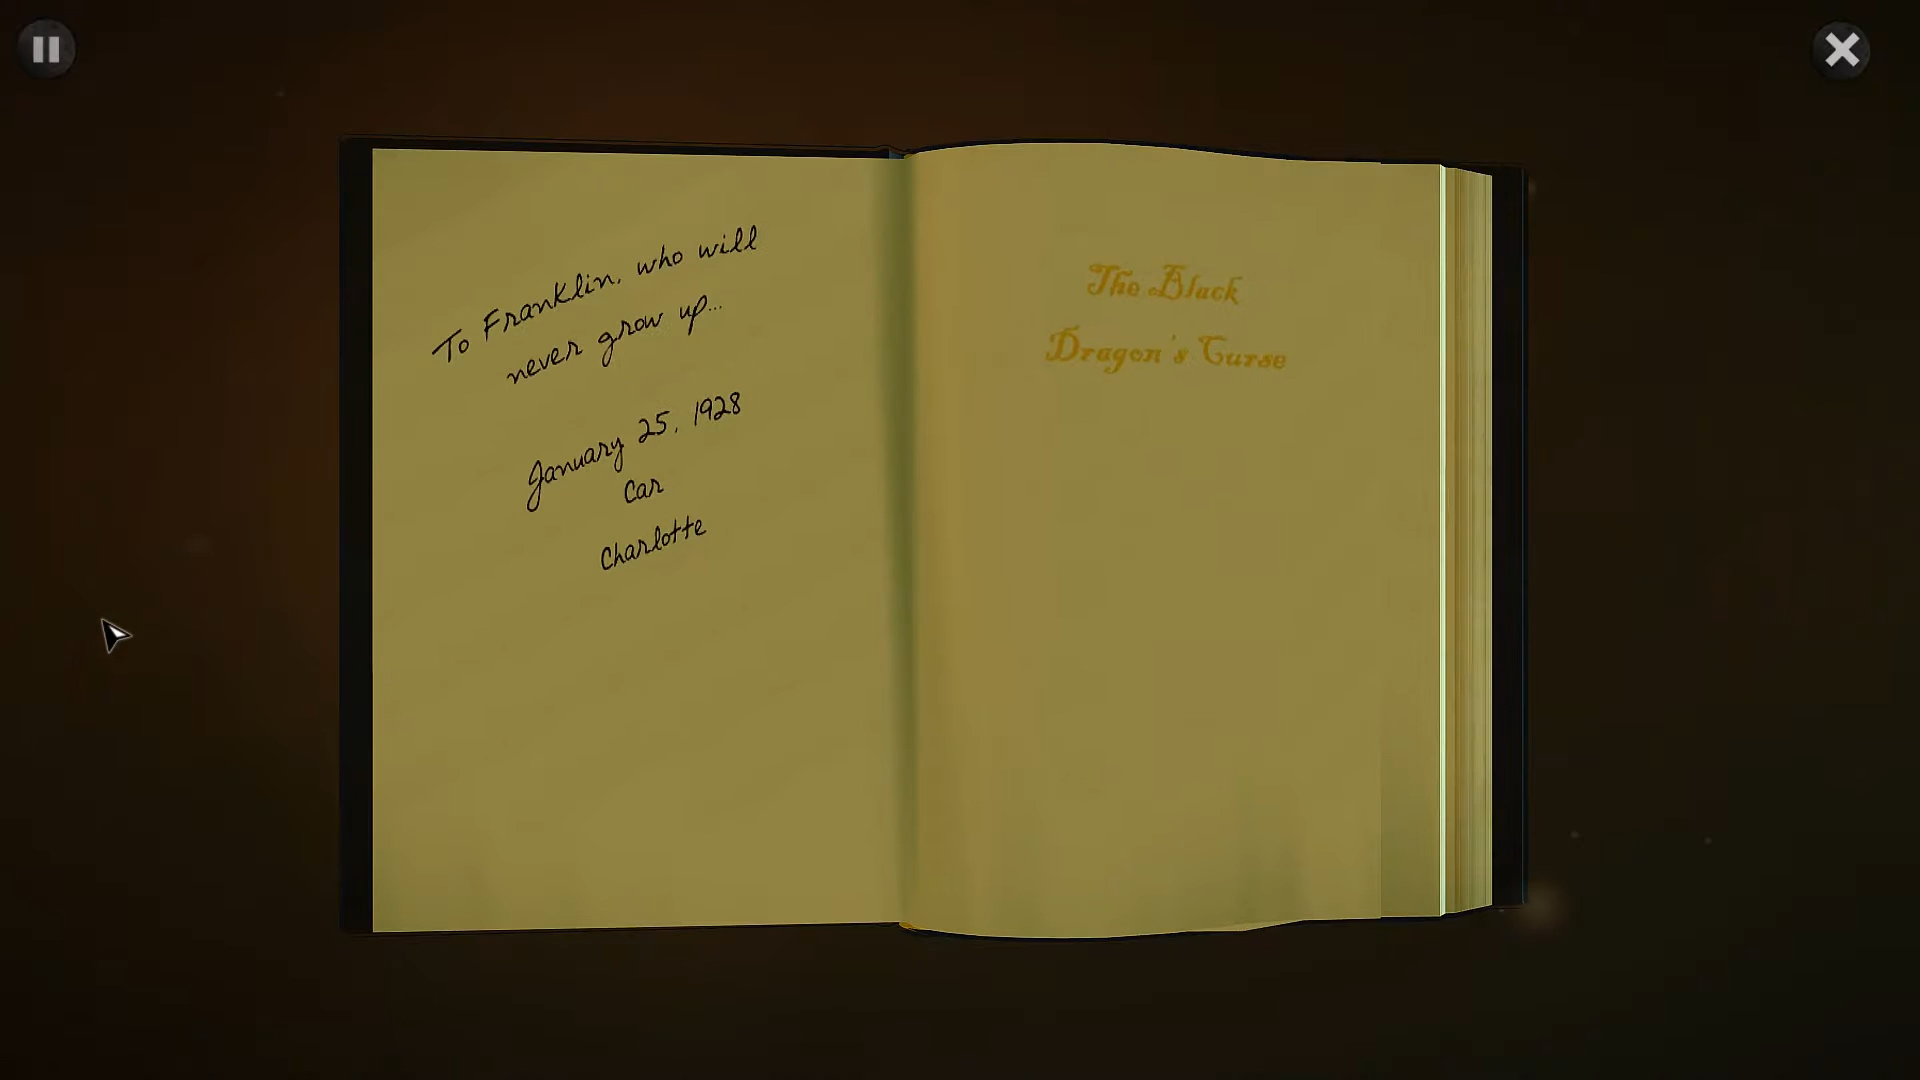 To Franklin, who will
never grow up...
January 25, 1928
Car
Charlotte
The Black
Dragon's Curse